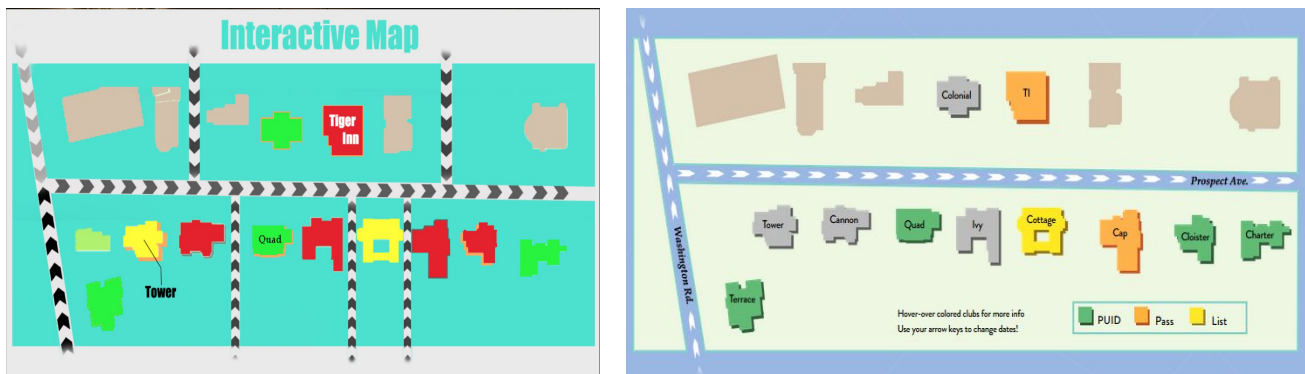 Interactive Map
Tiger
Inn
Quad
Tower
Colonial
TI
Prospect Ave.
Tower
Cannon
Quad
Ivy
Cottage
Cap
Cloister
Charter
Washington Rd.
Terrace
Hover-over colored clubs for more info
Use your arrow keys to change dates!
PUID
Pass
List